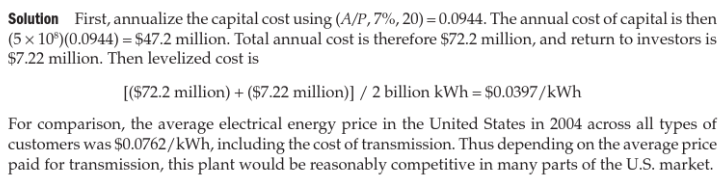 Solution First, annualize the capital cost using (A/P, 7%, 20) = 0.0944. The annual cost of capital is then
(5 × 10⁸)(0.0944) = $47.2 million. Total annual cost is therefore $72.2 million, and return to investors is
$7.22 million. Then levelized cost is
[($72.2 million) + ($7.22 million)] / 2 billion kWh = $0.0397/kWh
For comparison, the average electrical energy price in the United States in 2004 across all types of
customers was $0.0762/kWh, including the cost of transmission. Thus depending on the average price
paid for transmission, this plant would be reasonably competitive in many parts of the U.S. market.